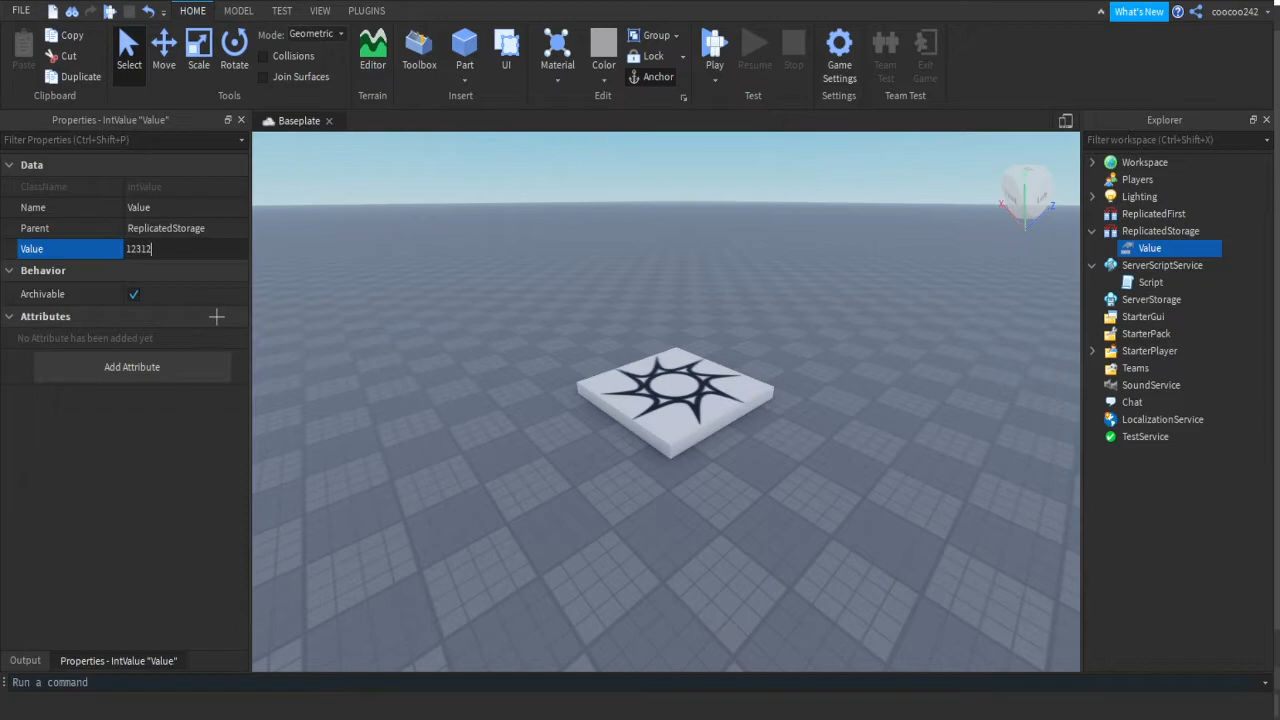 FILE HOME MODEL TEST VIEW PLUGINS What's New coocoo242
Paste Copy Cut Duplicate Clipboard
Select Move Scale Rotate Mode: Geometric Collisions Join Surfaces Tools
Editor Terrain
Toolbox Part UI Insert
Material Color Group Lock Anchor Edit
Play Resume Stop Test
Game Settings Settings
Team Test Exit Game Team Test
Properties - IntValue "Value"
Filter Properties (Ctrl+Shift+P)
Data
ClassName IntValue
Name Value
Parent ReplicatedStorage
Value 12312
Behavior
Archivable
Attributes
No Attribute has been added yet
Add Attribute
Output Properties - IntValue "Value"
Run a command
Baseplate
Explorer
Filter workspace (Ctrl+Shift+X)
Workspace
Players
Lighting
ReplicatedFirst
ReplicatedStorage
Value
ServerScriptService
Script
ServerStorage
StarterGui
StarterPack
StarterPlayer
Teams
SoundService
Chat
LocalizationService
TestService
X
Z